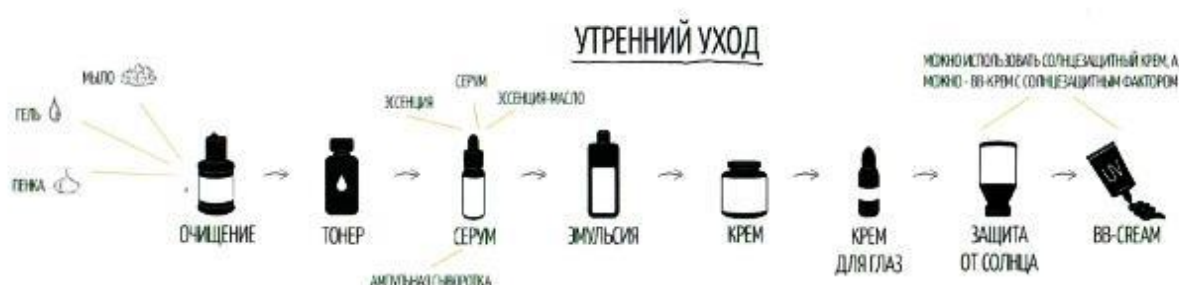 УТРЕННИЙ УХОД
МОЖНО ИСПОЛЬЗОВАТЬ СОЛНЦЕЗАЩИТНЫЙ КРЕМ, А
МОЖНО - BB-КРЕМ С СОЛНЦЕЗАЩИТНЫМ ФАКТОРОМ
МЫЛО
ГЕЛЬ
ПЕНКА
СЕРУМ
ЭССЕНЦИЯ
ЭССЕНЦИЯ-МАСЛО
UV
ОЧИЩЕНИЕ
ТОНЕР
СЕРУМ
ЭМУЛЬСИЯ
КРЕМ
КРЕМ
ДЛЯ ГЛАЗ
ЗАЩИТА
ОТ СОЛНЦА
BB-CREAM
АМПУЛЬНАЯ СЫВОРОТКА